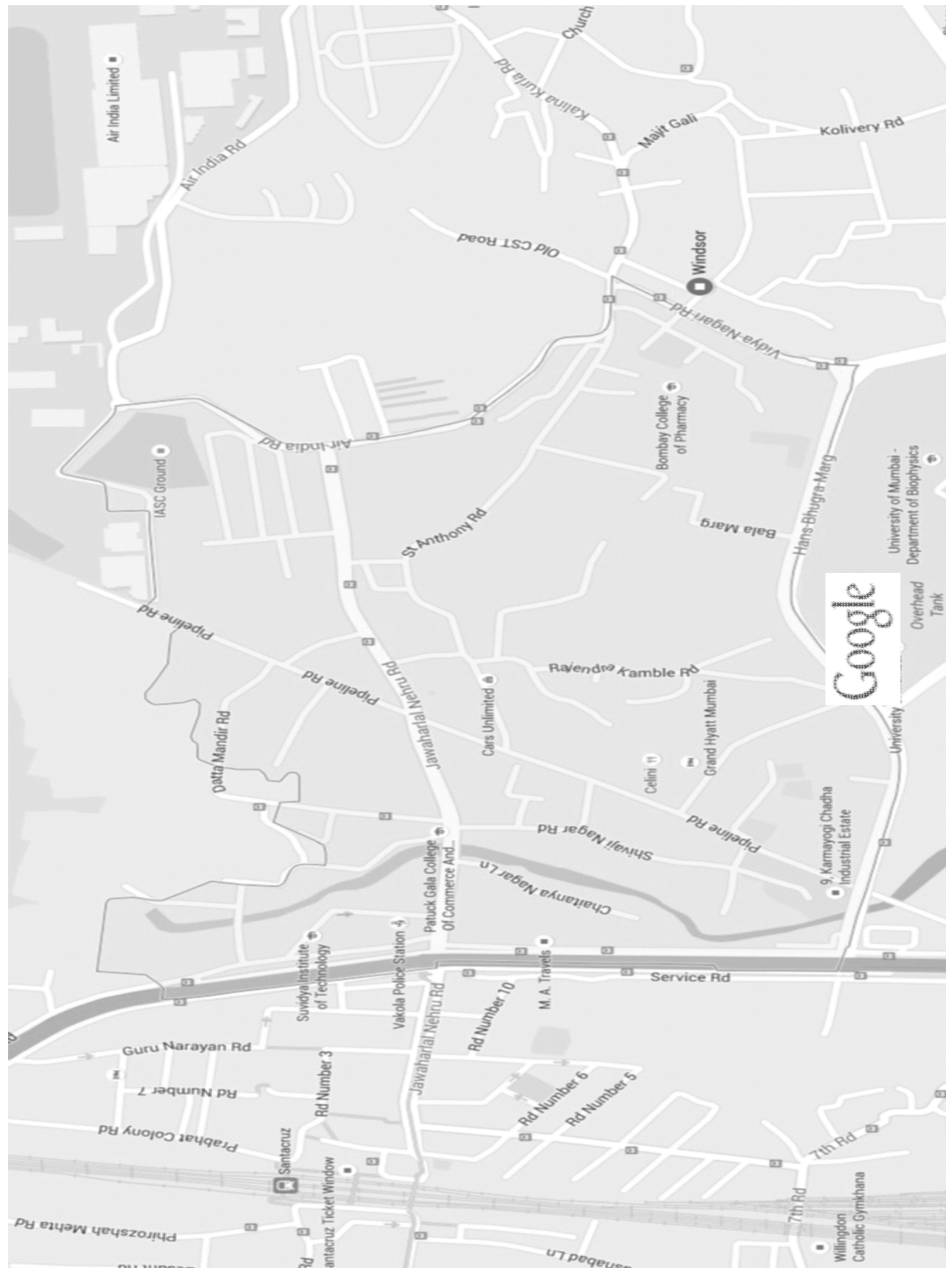 Air India Limited
Air India Rd
Kalina Kurla Rd
Church
Majit Gali
Kolivery Rd
Old CST Road
Windsor
Vidya Nagari Rd
IASC Ground
Air India Rd
Bombay College
of Pharmacy
Hans Bhugra Marg
University of Mumbai -
Department of Biophysics
St Anthony Rd
Bala Marg
Overhead
Tank
Google
Pipeline Rd
Pipeline Rd
Jawaharlal Nehru Rd
Rajendre Kamble Rd
Datta Mandir Rd
Cars Unlimited
Grand Hyatt Mumbai
University
Celini
Shivaji Nagar Rd
Pipeline Rd
9, Karmayogi Chadha
Industrial Estate
Patuck Gala College
Of Commerce And...
Chaitanya Nagar Ln
Suvidya Institute
of Technology
Vakola Police Station
M. A. Travels
Service Rd
Guru Narayan Rd
Jawaharlal Nehru Rd
Rd Number 10
Rd Number 7
Rd Number 3
Rd Number 6
Rd Number 5
Prabhat Colony Rd
Santacruz
7th Rd
antacruz Ticket Window
7th Rd
Phirozshah Mehta Rd
Rd
shabad Ln
Willingdon
Catholic Gymkhana